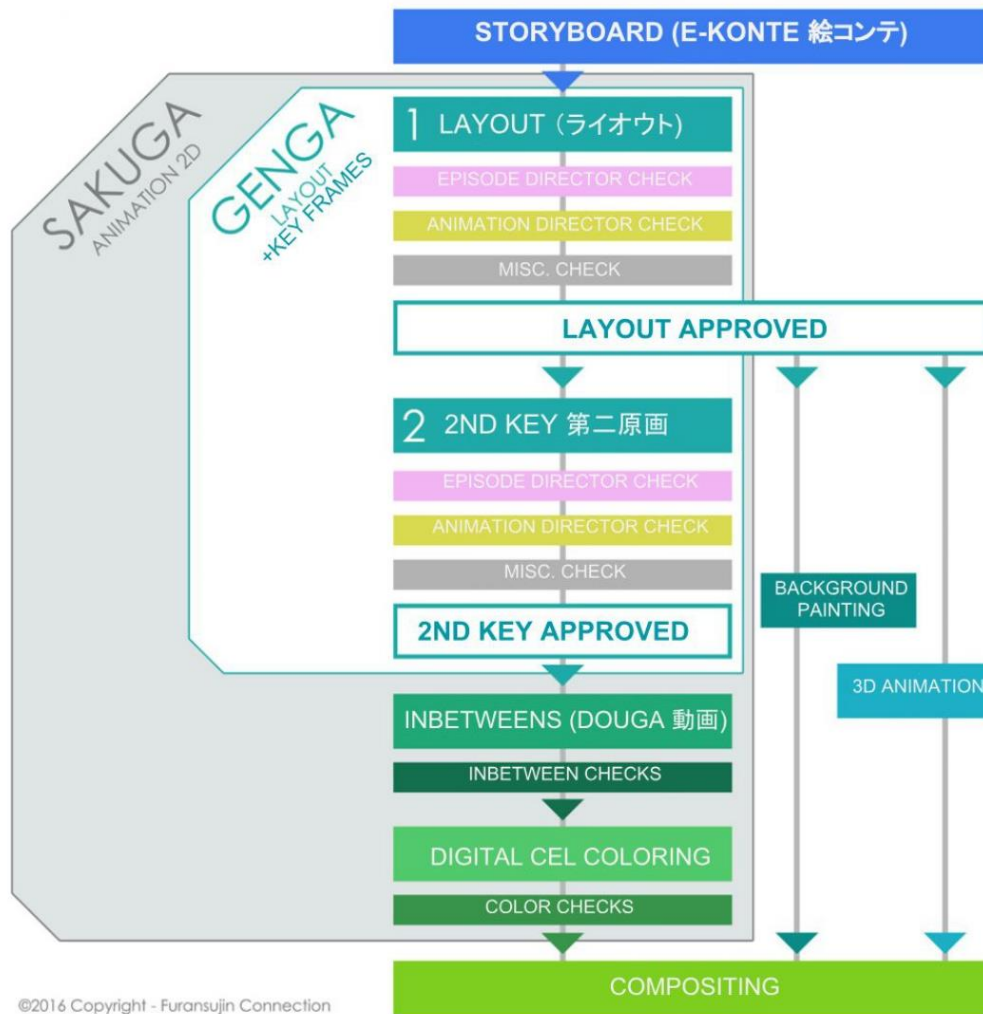 STORYBOARD (E-KONTE 絵コンテ)
SAKUGA
ANIMATION 2D
GENGA
LAYOUT
+KEY FRAMES
1 LAYOUT (ライオウト)
EPISODE DIRECTOR CHECK
ANIMATION DIRECTOR CHECK
MISC. CHECK
LAYOUT APPROVED
2 2ND KEY 第二原画
EPISODE DIRECTOR CHECK
ANIMATION DIRECTOR CHECK
MISC. CHECK
2ND KEY APPROVED
BACKGROUND
PAINTING
3D ANIMATION
INBETWEENS (DOUGA 動画)
INBETWEEN CHECKS
DIGITAL CEL COLORING
COLOR CHECKS
COMPOSITING
©2016 Copyright - Furansujin Connection